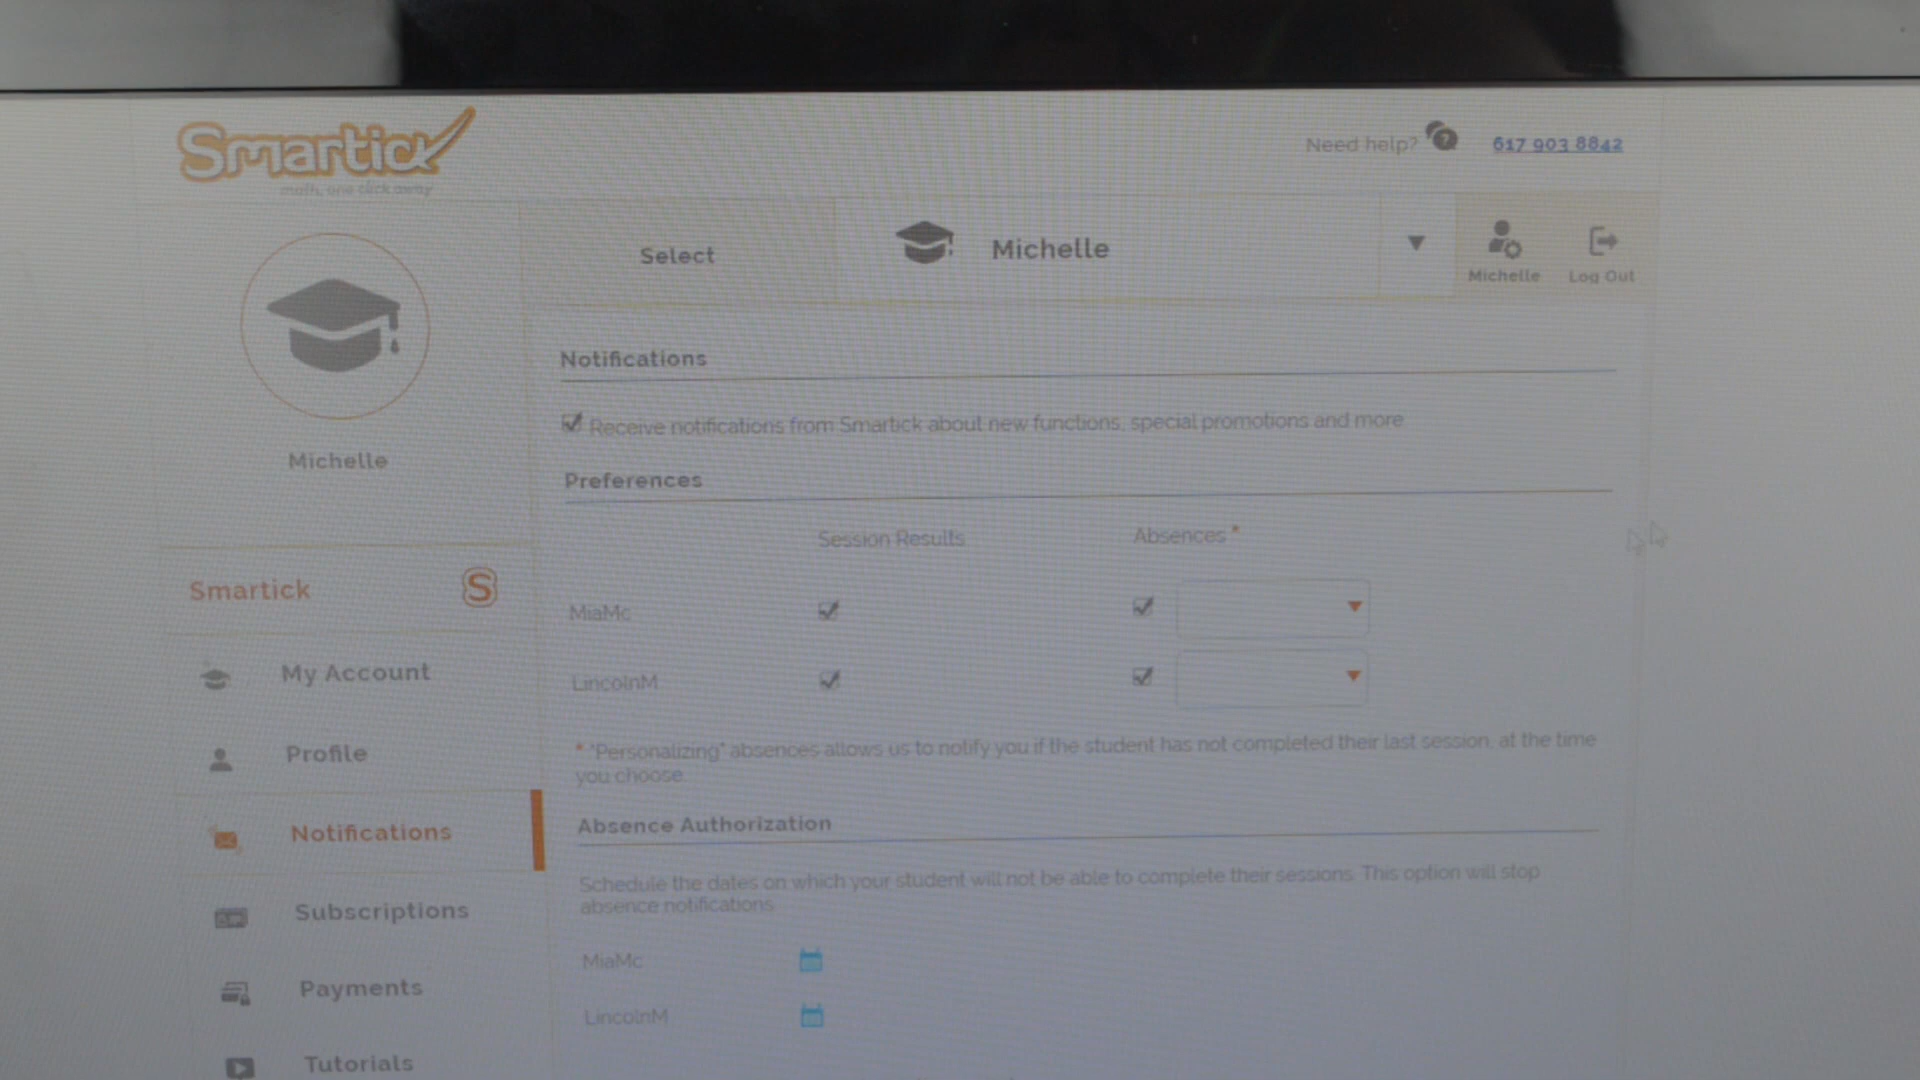 Smartick
math, one click away
Need help? 617 903 8842
Select Michelle
Michelle Log Out
Michelle
Notifications
Receive notifications from Smartick about new functions, special promotions and more
Preferences
Session Results Absences *
MiaMc
LincolnM
* "Personalizing" absences allows us to notify you if the student has not completed their last session, at the time
you choose
Absence Authorization
Schedule the dates on which your student will not be able to complete their sessions. This option will stop
absence notifications
MiaMc
LincolnM
Smartick S
My Account
Profile
Notifications
Subscriptions
Payments
Tutorials